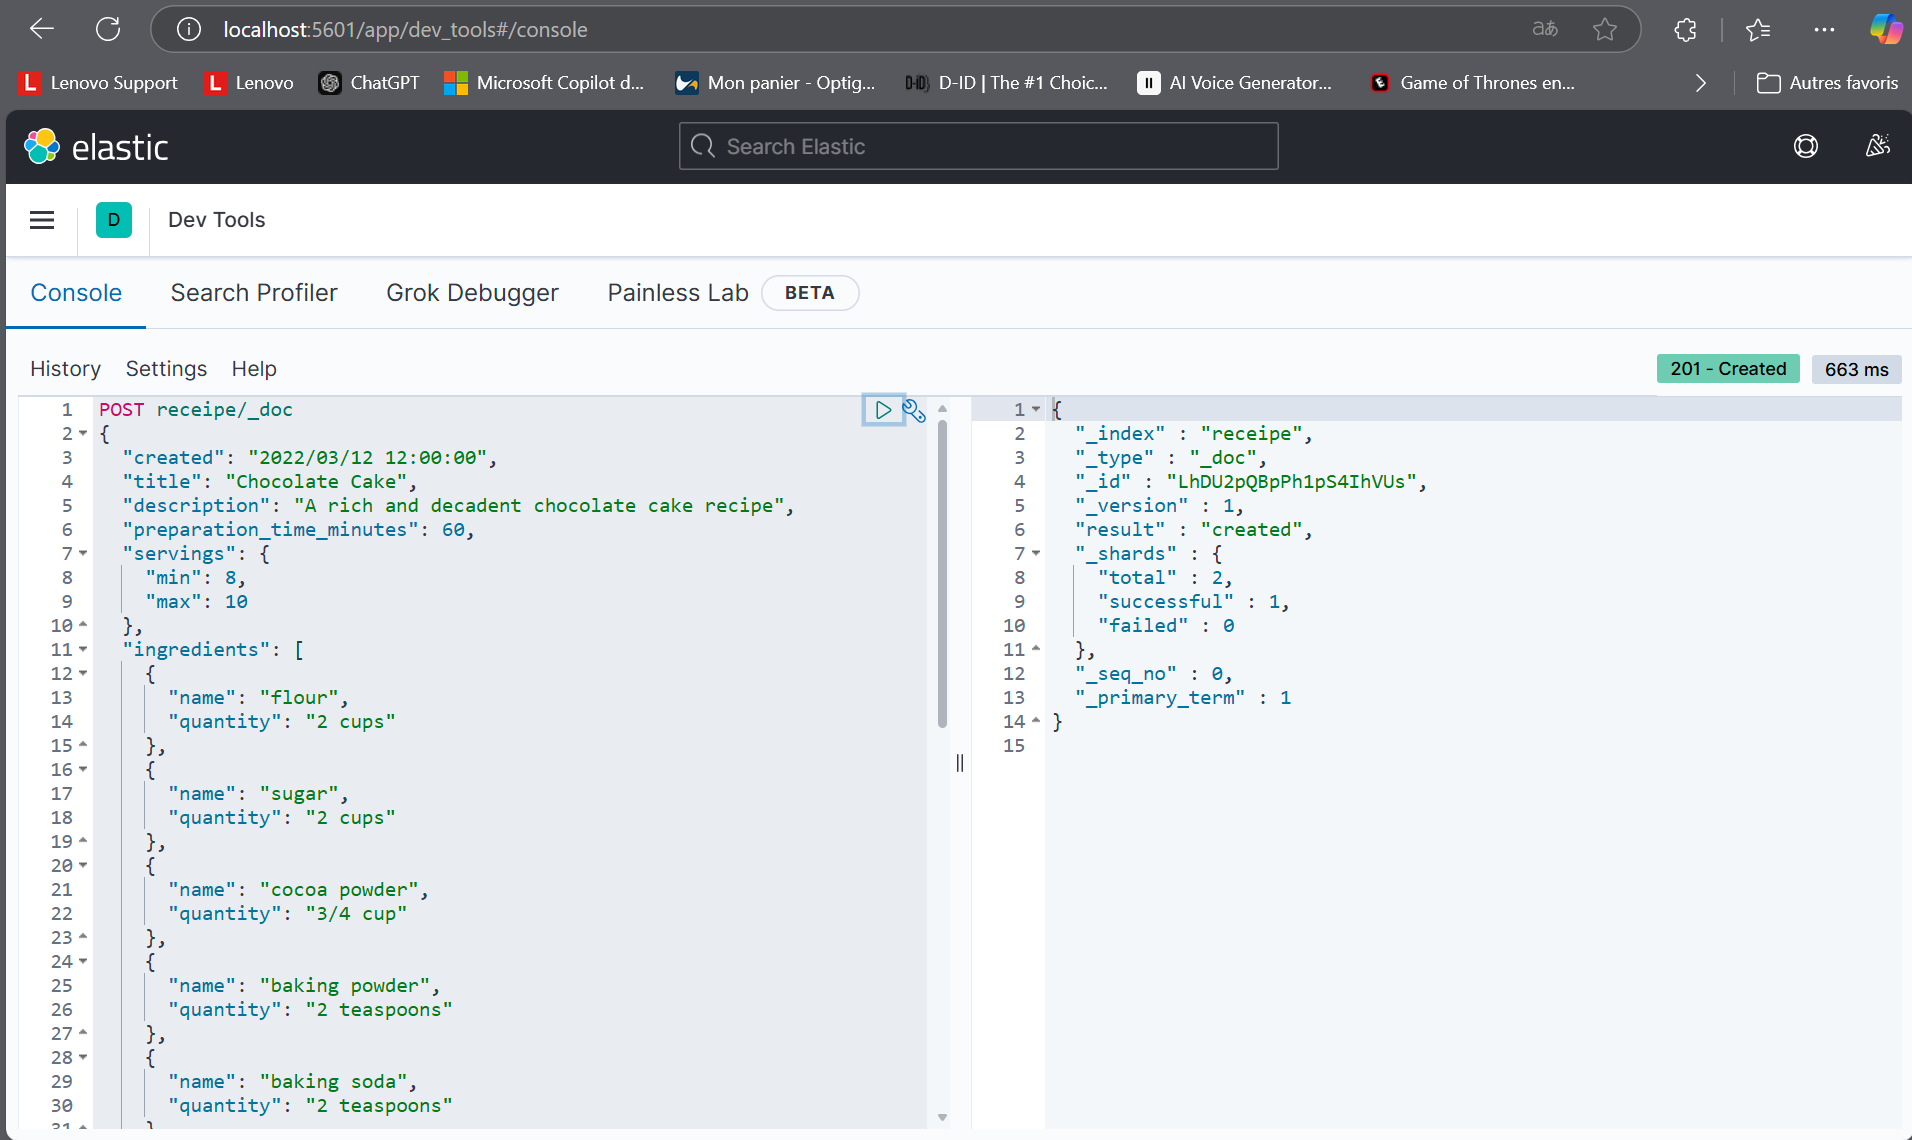 localhost:5601/app/dev_tools#/console
Lenovo Support Lenovo ChatGPT Microsoft Copilot d... Mon panier - Optig... D-ID D-ID | The #1 Choic... AI Voice Generator... Game of Thrones en... Autres favoris
elastic Search Elastic
D Dev Tools
Console Search Profiler Grok Debugger Painless Lab BETA
History Settings Help 201 - Created 663 ms
1 POST receipe/_doc
2 {
3 "created": "2022/03/12 12:00:00",
4 "title": "Chocolate Cake",
5 "description": "A rich and decadent chocolate cake recipe",
6 "preparation_time_minutes": 60,
7 "servings": {
8 "min": 8,
9 "max": 10
10 },
11 "ingredients": [
12 {
13 "name": "flour",
14 "quantity": "2 cups"
15 },
16 {
17 "name": "sugar",
18 "quantity": "2 cups"
19 },
20 {
21 "name": "cocoa powder",
22 "quantity": "3/4 cup"
23 },
24 {
25 "name": "baking powder",
26 "quantity": "2 teaspoons"
27 },
28 {
29 "name": "baking soda",
30 "quantity": "2 teaspoons"
31 }
1 {
2 "_index" : "receipe",
3 "_type" : "_doc",
4 "_id" : "LhDU2pQBpPh1pS4IhVUs",
5 "_version" : 1,
6 "result" : "created",
7 "_shards" : {
8 "total" : 2,
9 "successful" : 1,
10 "failed" : 0
11 },
12 "_seq_no" : 0,
13 "_primary_term" : 1
14 }
15